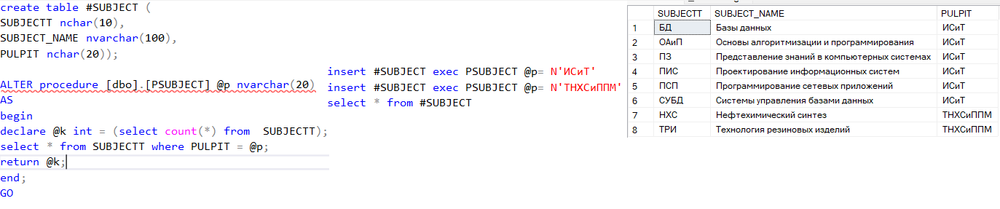 create table #SUBJECT (
SUBJECTT nchar(10),
SUBJECT_NAME nvarchar(100),
PULPIT nchar(20));
ALTER procedure [dbo].[PSUBJECT] @p nvarchar(20)
AS
begin
declare @k int = (select count(*) from  SUBJECTT);
select * from SUBJECTT where PULPIT = @p;
return @k;
end;
GO
insert #SUBJECT exec PSUBJECT @p= N'ИСиТ'
insert #SUBJECT exec PSUBJECT @p= N'ТНХСиППМ'
select * from #SUBJECT
SUBJECTT SUBJECT_NAME PULPIT
1 БД Базы данных ИСиТ
2 ОАиП Основы алгоритмизации и программирования ИСиТ
3 ПЗ Представление знаний в компьютерных системах ИСиТ
4 ПИС Проектирование информационных систем ИСиТ
5 ПСП Программирование сетевых приложений ИСиТ
6 СУБД Системы управления базами данных ИСиТ
7 НХС Нефтехимический синтез ТНХСиППМ
8 ТРИ Технология резиновых изделий ТНХСиППМ